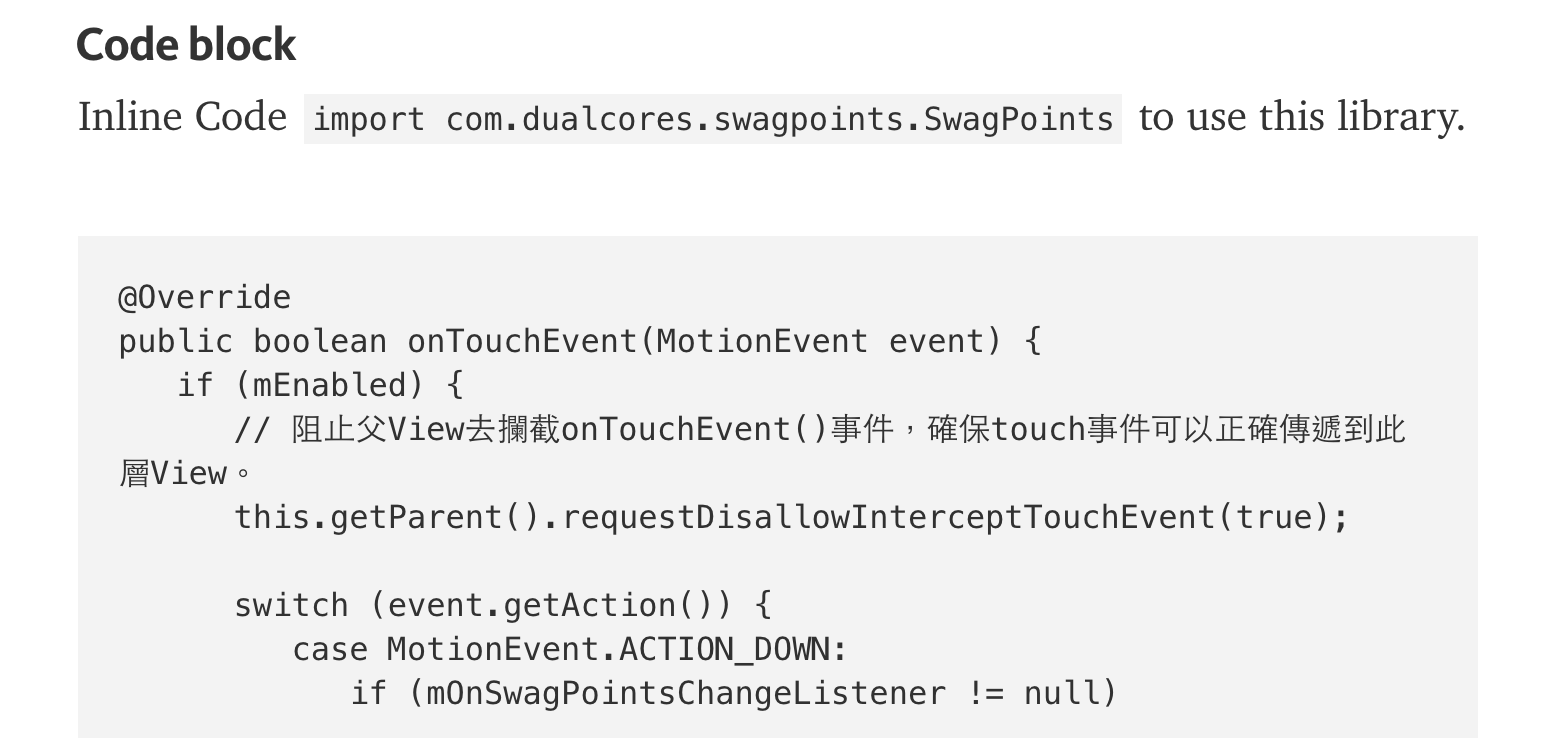 Code block
Inline Code import com.dualcores.swagpoints.SwagPoints to use this library.
@Override
public boolean onTouchEvent(MotionEvent event) {
   if (mEnabled) {
      // 阻止父View去攔截onTouchEvent()事件，確保touch事件可以正確傳遞到此
層View。
      this.getParent().requestDisallowInterceptTouchEvent(true);
      switch (event.getAction()) {
         case MotionEvent.ACTION_DOWN:
            if (mOnSwagPointsChangeListener != null)